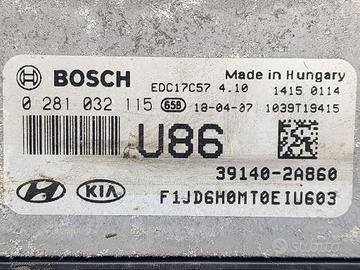 BOSCH
EDC17C57 4.10
Made in Hungary
1415 0114
0 281 032 115 658 18-04-07 1039T19415
U86
39140-2A860
KIA
F1JD6H0MT0EIU603
subito